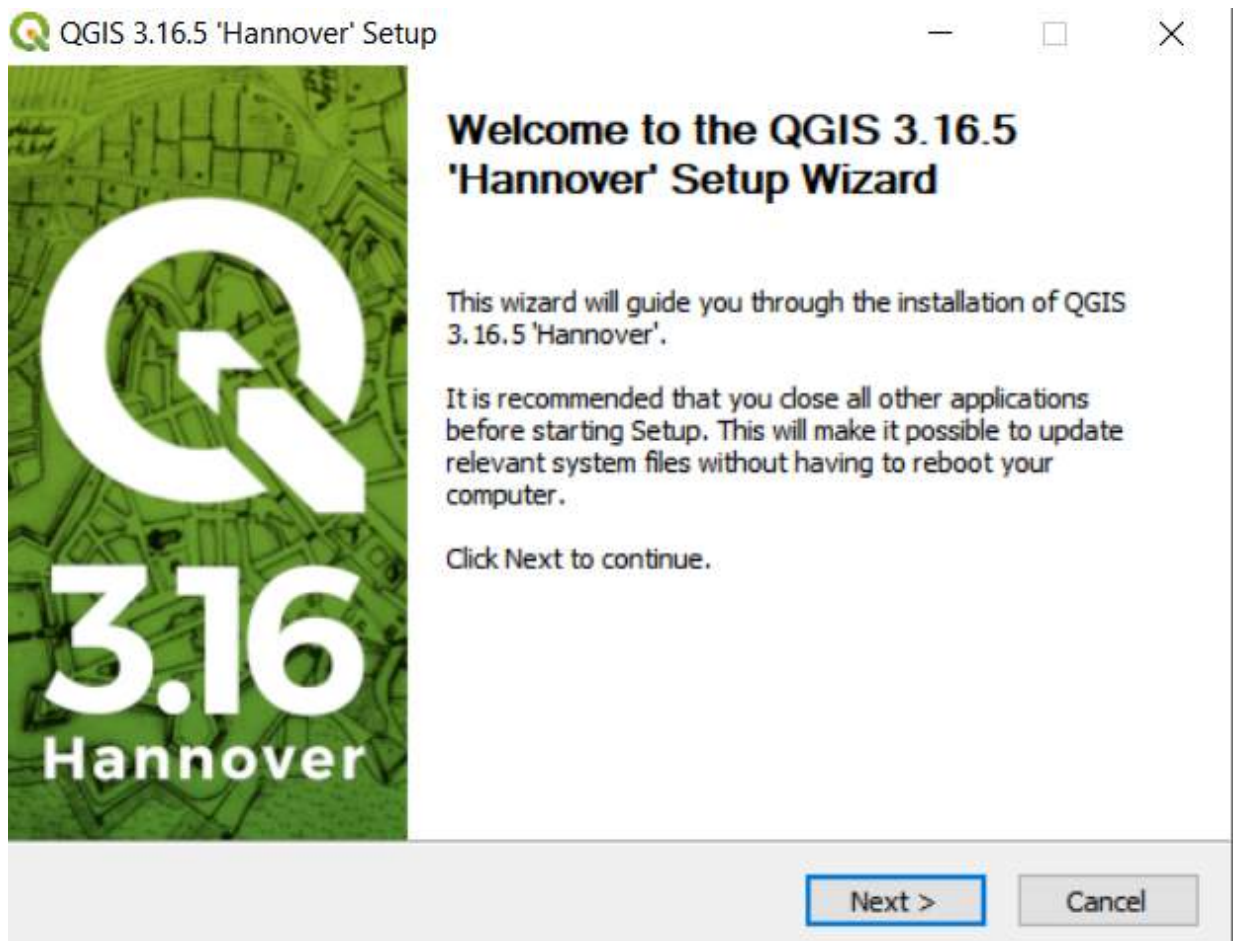 QGIS 3.16.5 'Hannover' Setup
Welcome to the QGIS 3.16.5
'Hannover' Setup Wizard
This wizard will guide you through the installation of QGIS
3.16.5 'Hannover'.
It is recommended that you close all other applications
before starting Setup. This will make it possible to update
relevant system files without having to reboot your
computer.
Click Next to continue.
3.16
Hannover
Next >
Cancel